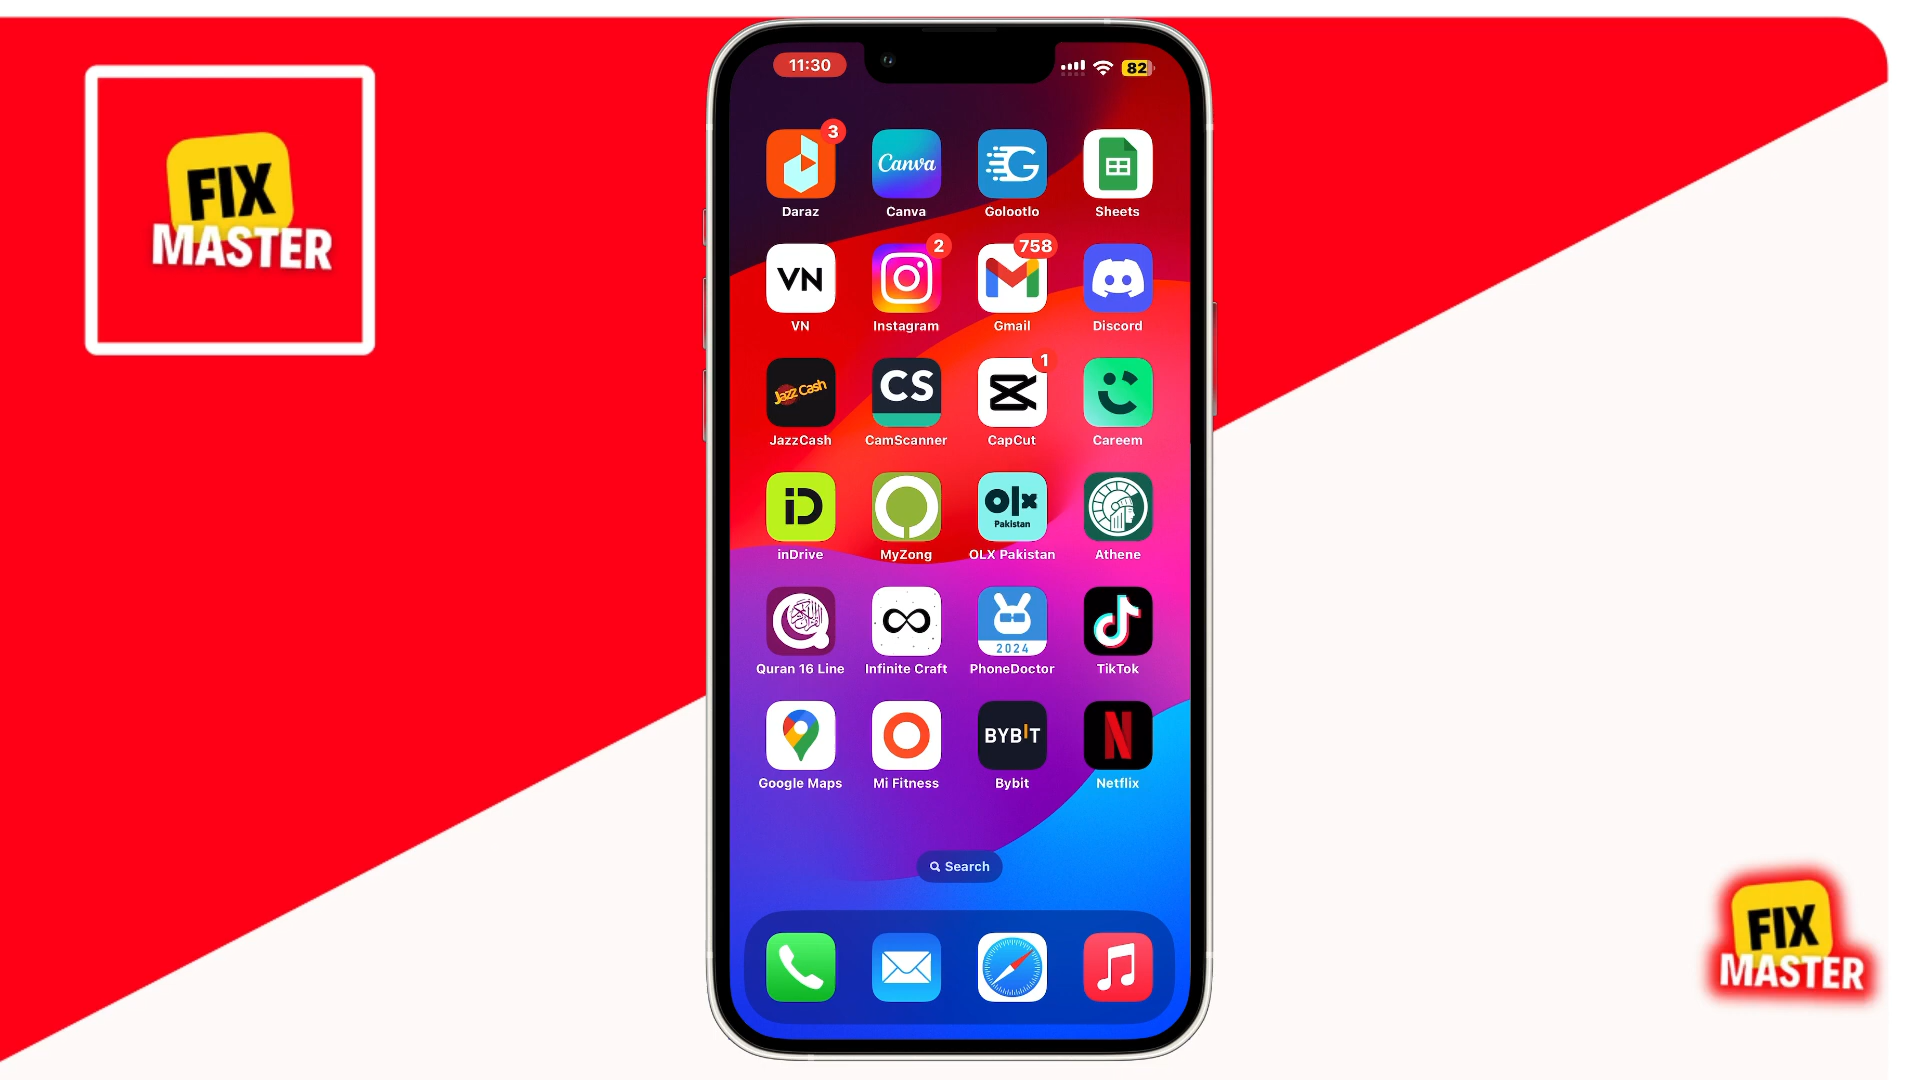 FIX
MASTER
11:30
82
3
Canva
G
Daraz
Canva
Golootlo
Sheets
VN
2
758
VN
Instagram
Gmail
Discord
Jazz Cash
CS
1
JazzCash
CamScanner
CapCut
Careem
iD
olx
Pakistan
inDrive
MyZong
OLX Pakistan
Athene
2024
Quran 16 Line
Infinite Craft
PhoneDoctor
TikTok
BYBIT
N
Google Maps
Mi Fitness
Bybit
Netflix
Search
FIX
MASTER